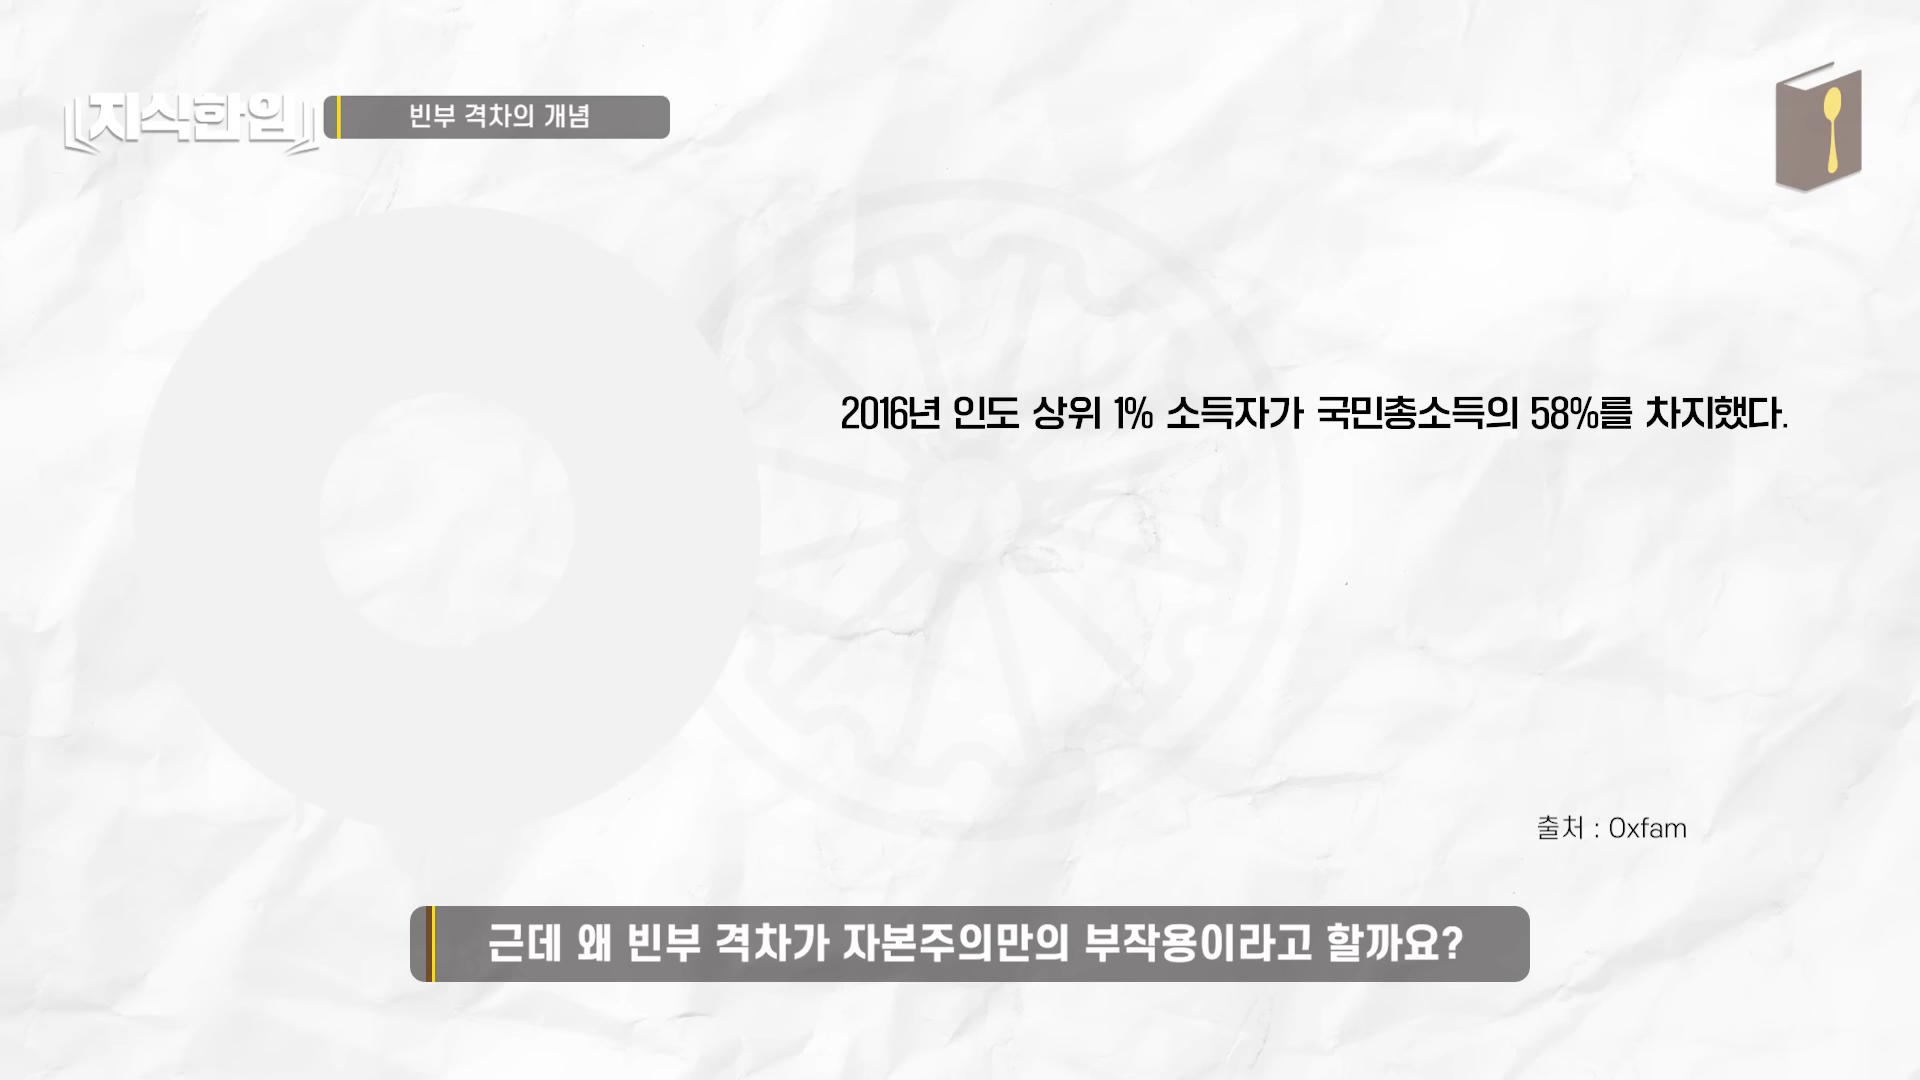 지식한입
빈부 격차의 개념
2016년 인도 상위 1% 소득자가 국민총소득의 58%를 차지했다.
출처 : Oxfam
근데 왜 빈부 격차가 자본주의만의 부작용이라고 할까요?